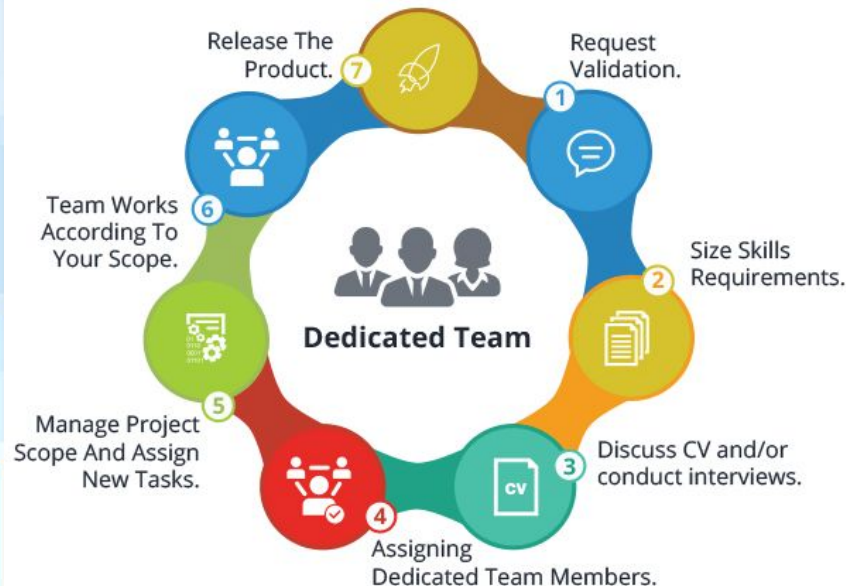 Release The
Product.
7
Request
Validation.
1
Team Works
According To
Your Scope.
6
Size Skills
Requirements.
2
Dedicated Team
Manage Project
Scope And Assign
New Tasks.
5
CV
3
Discuss CV and/or
conduct interviews.
4
Assigning
Dedicated Team Members.